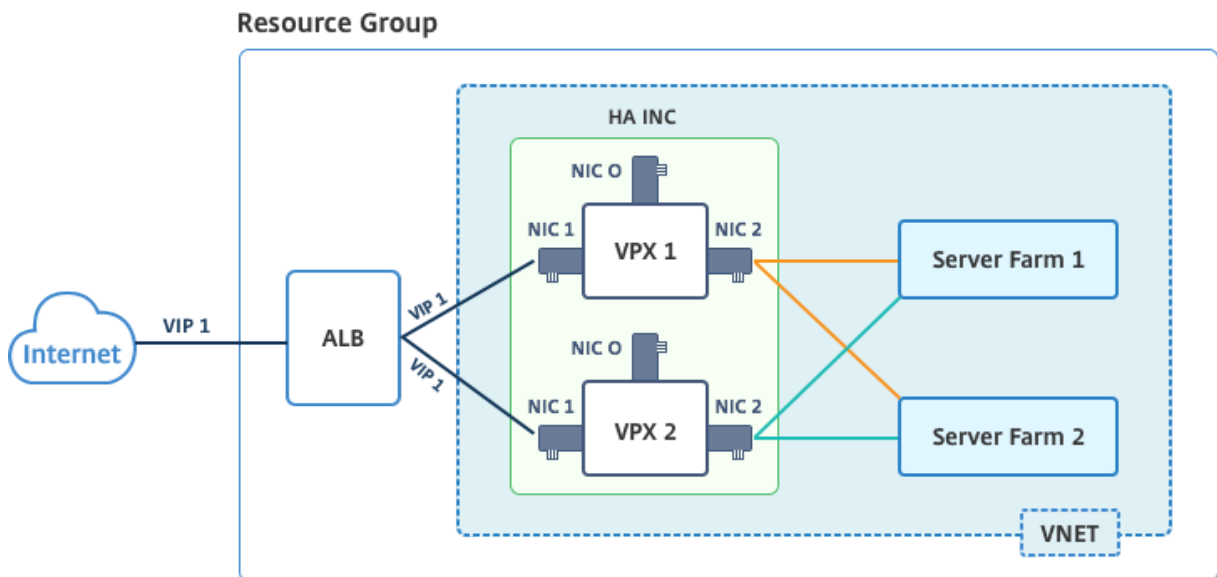 Resource Group
HA INC
NIC O
NIC 1
NIC 2
VPX 1
Server Farm 1
VIP 1
VIP 1
ALB
Internet
VIP 1
NIC O
NIC 1
NIC 2
VPX 2
Server Farm 2
VNET